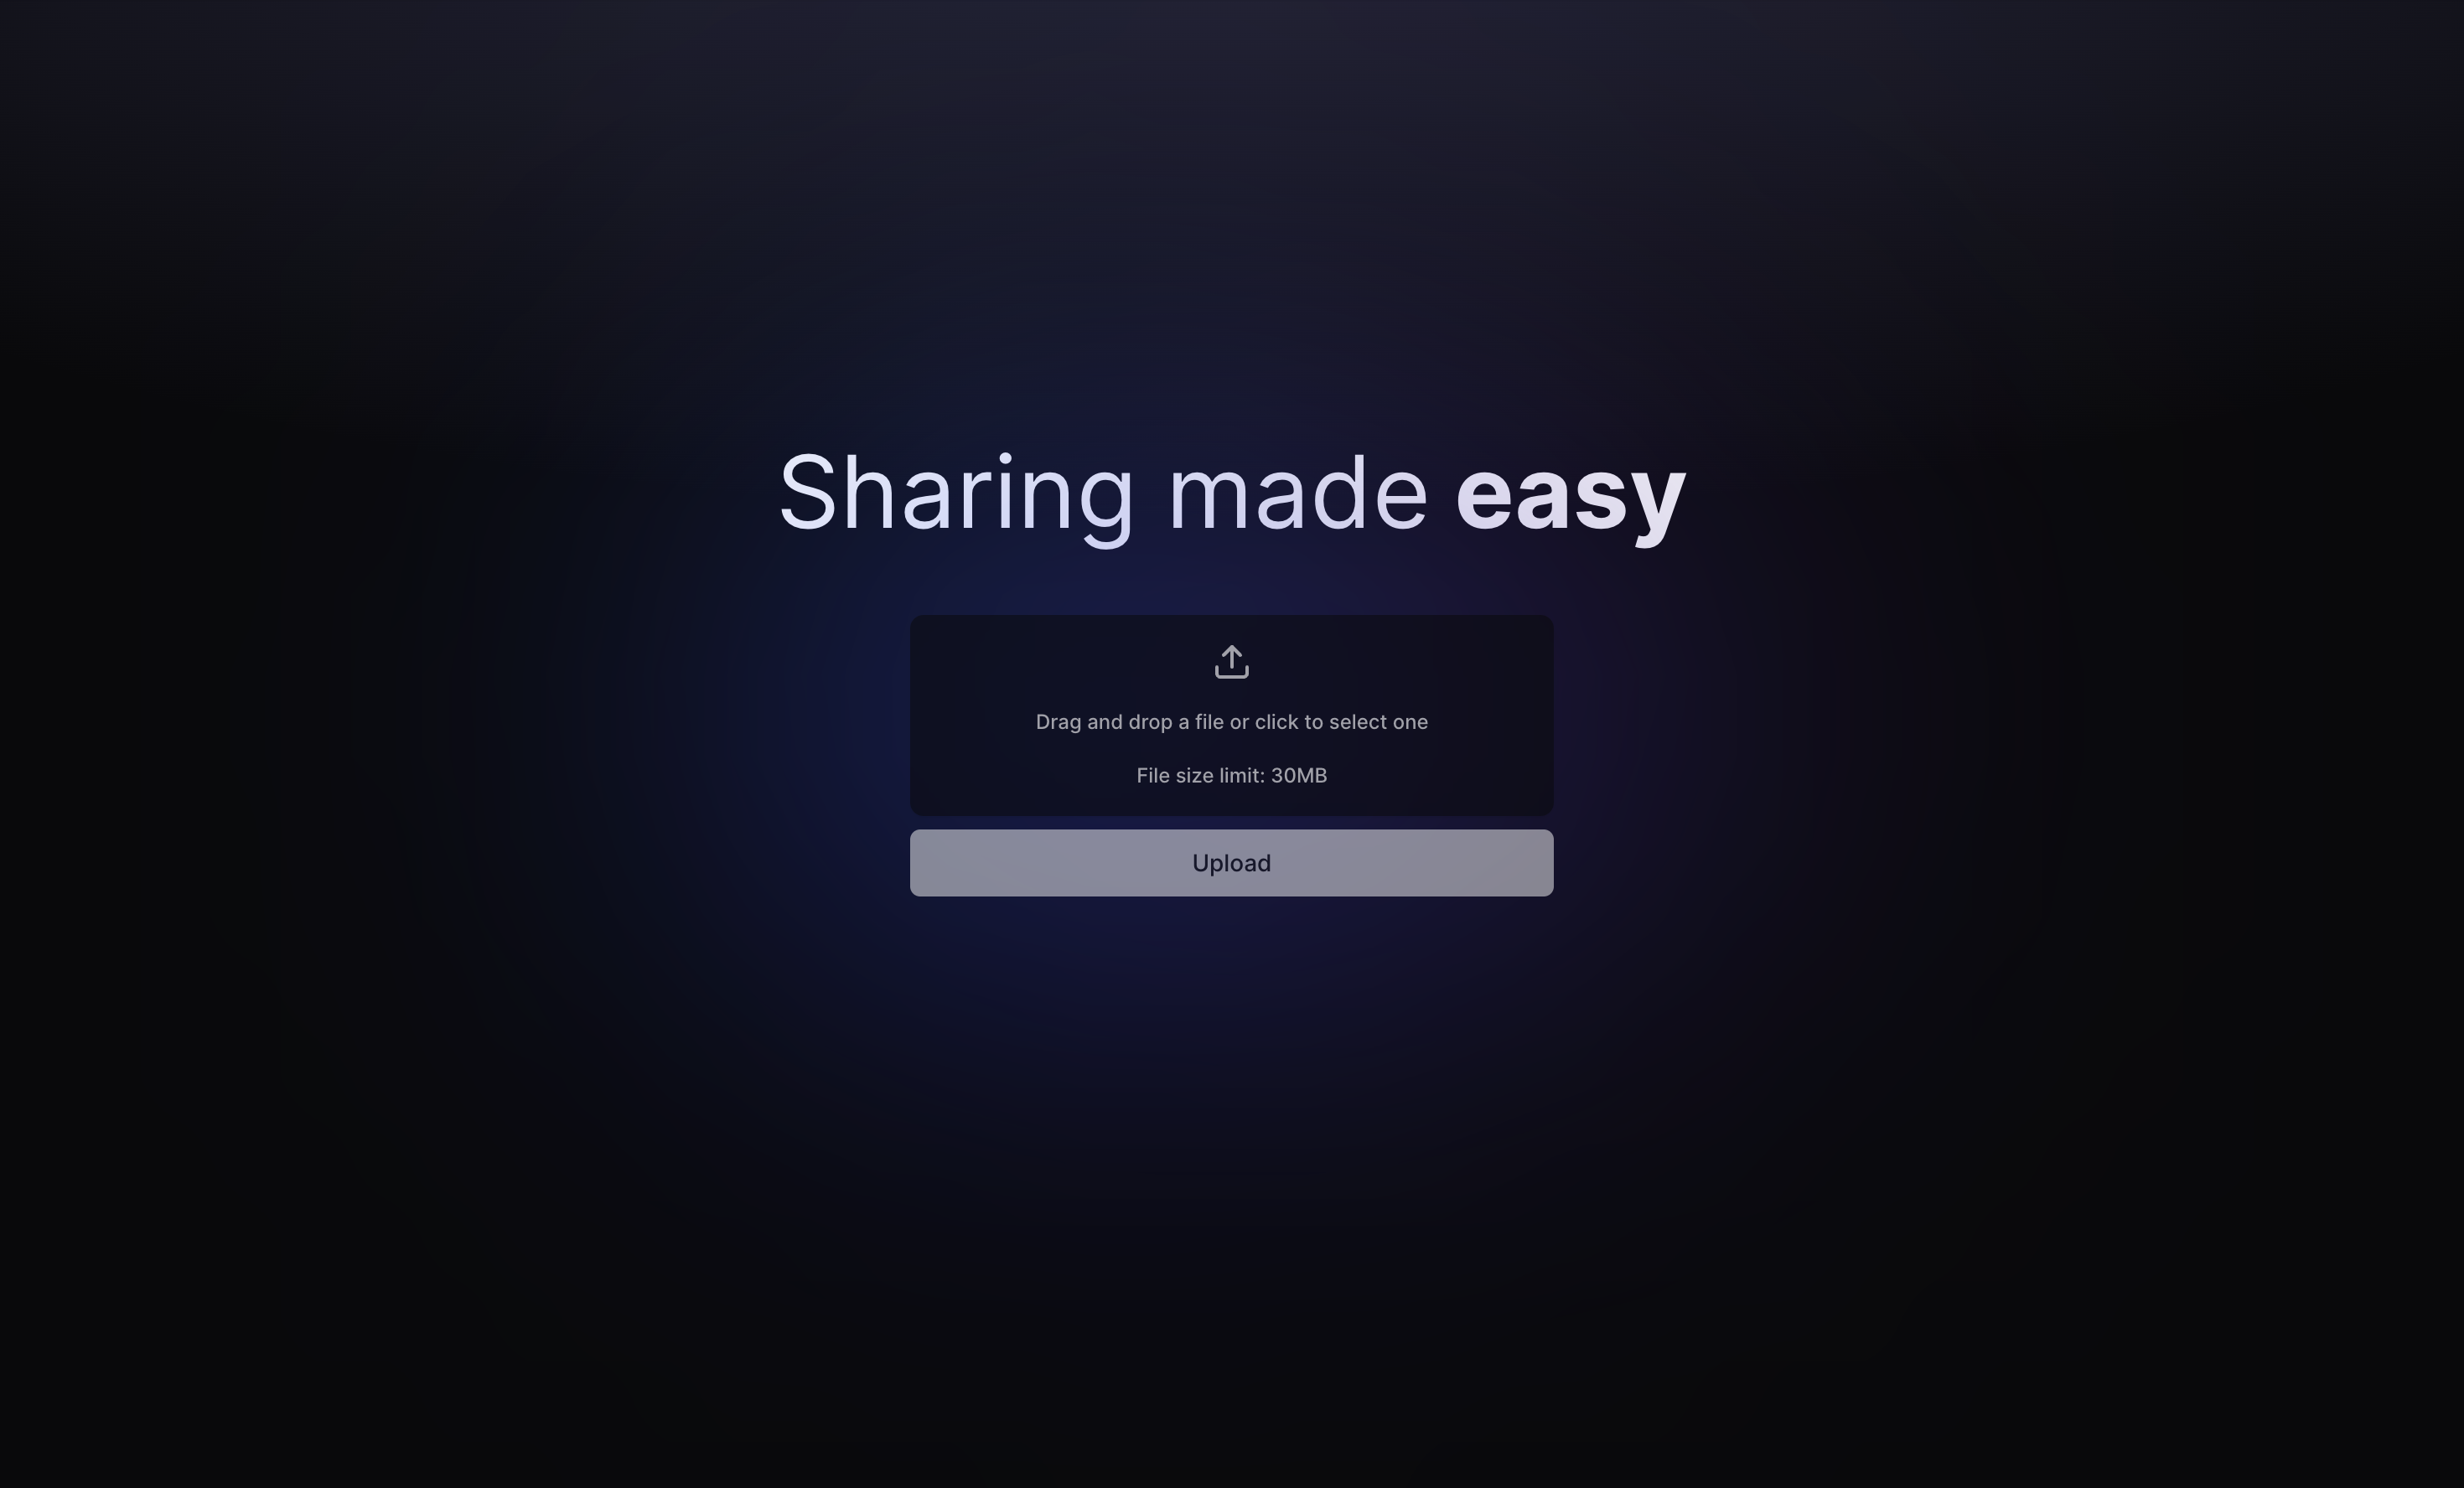 Sharing made easy
Drag and drop a file or click to select one
File size limit: 30MB
Upload